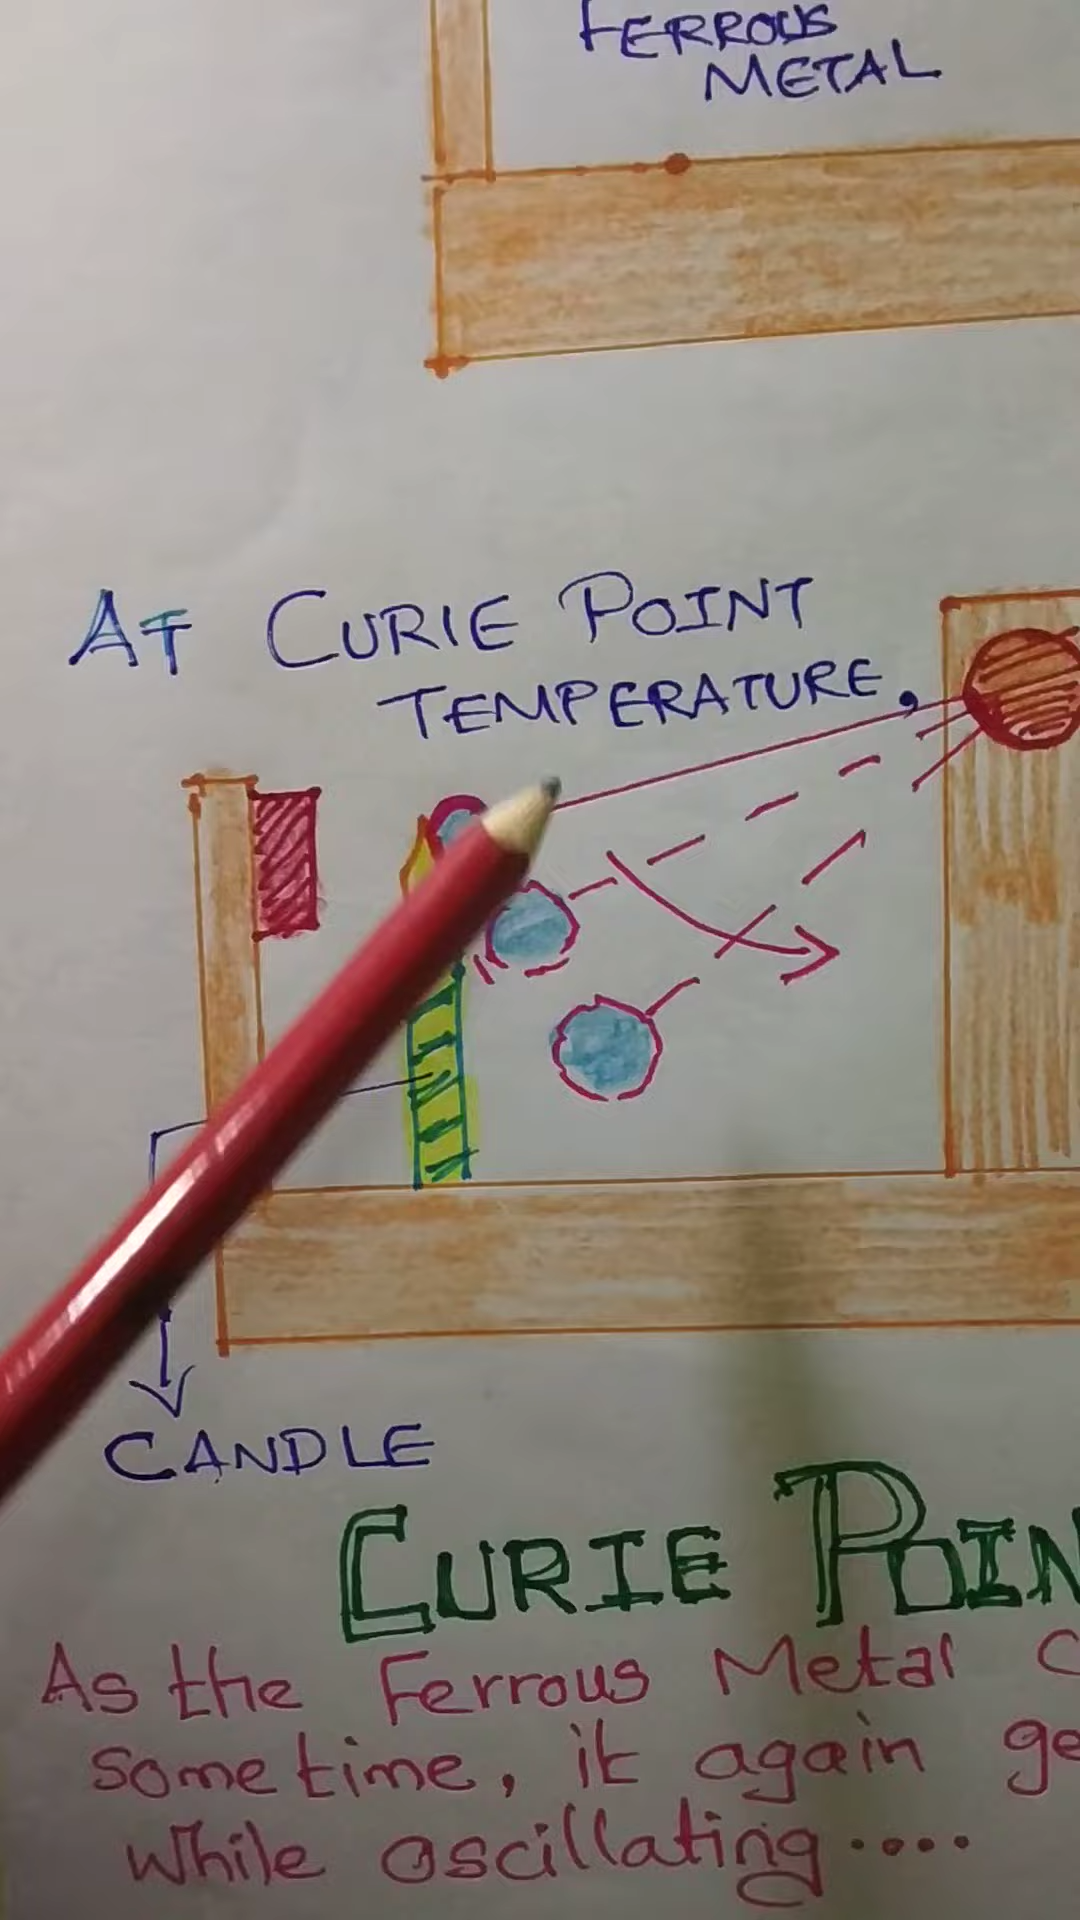 FERROUS
METAL
AT CURIE POINT
TEMPERATURE.
CANDLE
CURIE
As the Ferrous Metal
sometime, it again
while oscillating....